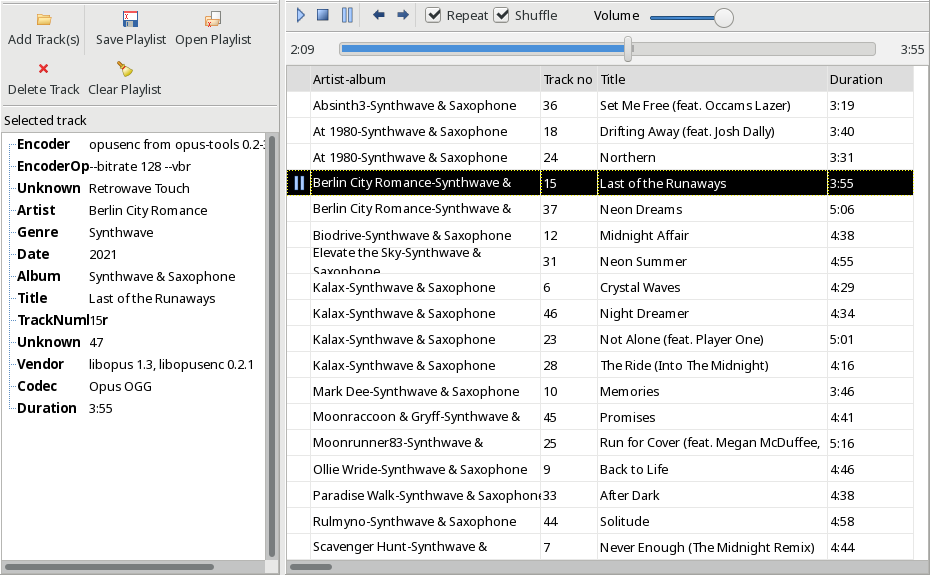 Add Track(s) Save Playlist Open Playlist
Delete Track Clear Playlist
Selected track
Encoder opusenc from opus-tools 0.2-
EncoderOp--bitrate 128 --vbr
Unknown Retrowave Touch
Artist Berlin City Romance
Genre Synthwave
Date 2021
Album Synthwave & Saxophone
Title Last of the Runaways
TrackNuml15r
Unknown 47
Vendor libopus 1.3, libopusenc 0.2.1
Codec Opus OGG
Duration 3:55
Repeat Shuffle Volume
2:09 3:55
Artist-album Track no Title Duration
Absinth3-Synthwave & Saxophone 36 Set Me Free (feat. Occams Lazer) 3:19
At 1980-Synthwave & Saxophone 18 Drifting Away (feat. Josh Dally) 3:40
At 1980-Synthwave & Saxophone 24 Northern 3:31
Berlin City Romance-Synthwave & 15 Last of the Runaways 3:55
Berlin City Romance-Synthwave & 37 Neon Dreams 5:06
Biodrive-Synthwave & Saxophone 12 Midnight Affair 4:38
Elevate the Sky-Synthwave & Saxophone 31 Neon Summer 4:55
Kalax-Synthwave & Saxophone 6 Crystal Waves 4:29
Kalax-Synthwave & Saxophone 46 Night Dreamer 4:34
Kalax-Synthwave & Saxophone 23 Not Alone (feat. Player One) 5:01
Kalax-Synthwave & Saxophone 28 The Ride (Into The Midnight) 4:16
Mark Dee-Synthwave & Saxophone 10 Memories 3:46
Moonraccoon & Gryff-Synthwave & 45 Promises 4:41
Moonrunner83-Synthwave & 25 Run for Cover (feat. Megan McDuffee, 5:16
Ollie Wride-Synthwave & Saxophone 9 Back to Life 4:46
Paradise Walk-Synthwave & Saxophone 33 After Dark 4:38
Rulmyno-Synthwave & Saxophone 44 Solitude 4:58
Scavenger Hunt-Synthwave & 7 Never Enough (The Midnight Remix) 4:44